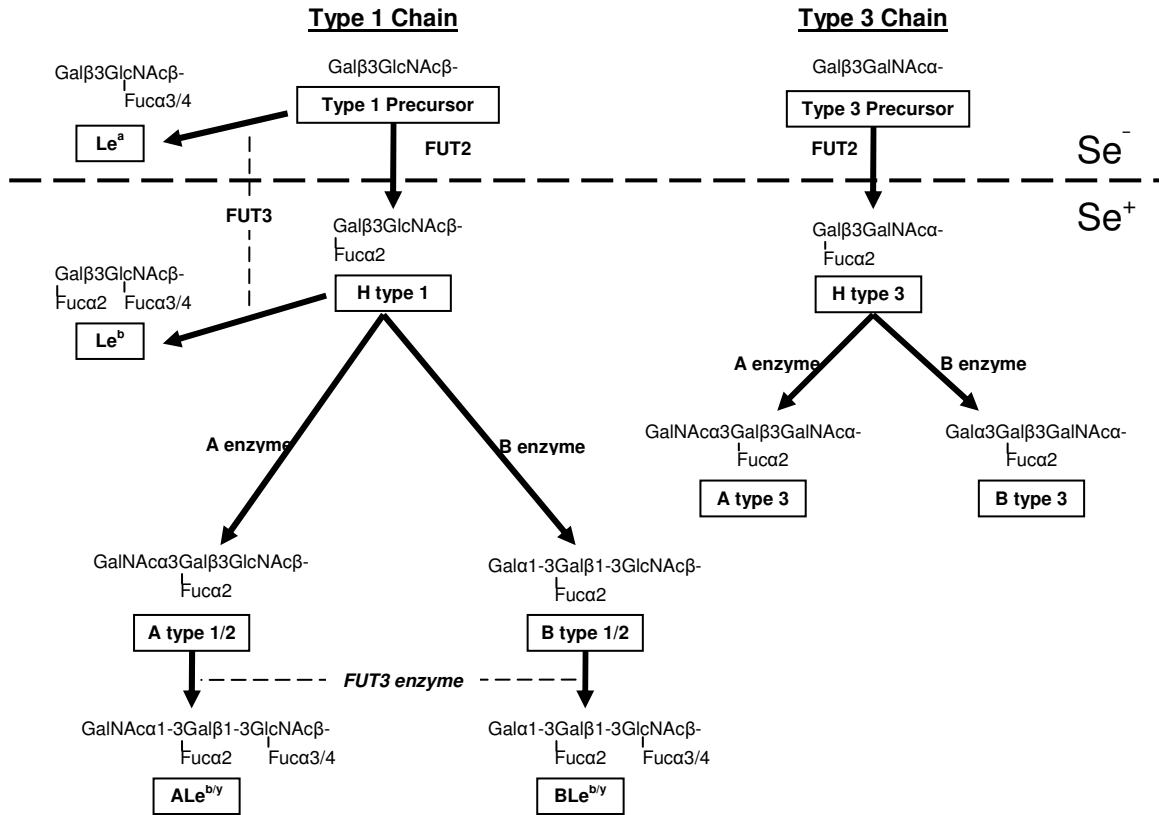 Type 1 Chain
Type 3 Chain
Galβ3GlcNAcβ-
Fucα3/4
Le^a
Galβ3GlcNAcβ-
Type 1 Precursor
FUT2
Galβ3GalNAcα-
Type 3 Precursor
FUT2
Se^-
Se^+
FUT3
Galβ3GlcNAcβ-
Fucα2
H type 1
Galβ3GlcNAcβ-
Fucα2 Fucα3/4
Le^b
Galβ3GalNAcα-
Fucα2
H type 3
A enzyme
B enzyme
GalNAcα3Galβ3GalNAcα-
Fucα2
A type 3
Galα3Galβ3GalNAcα-
Fucα2
B type 3
A enzyme
B enzyme
GalNAcα3Galβ3GlcNAcβ-
Fucα2
A type 1/2
Galα1-3Galβ1-3GlcNAcβ-
Fucα2
B type 1/2
FUT3 enzyme
GalNAcα1-3Galβ1-3GlcNAcβ-
Fucα2 Fucα3/4
ALe^b/y
Galα1-3Galβ1-3GlcNAcβ-
Fucα2 Fucα3/4
BLe^b/y